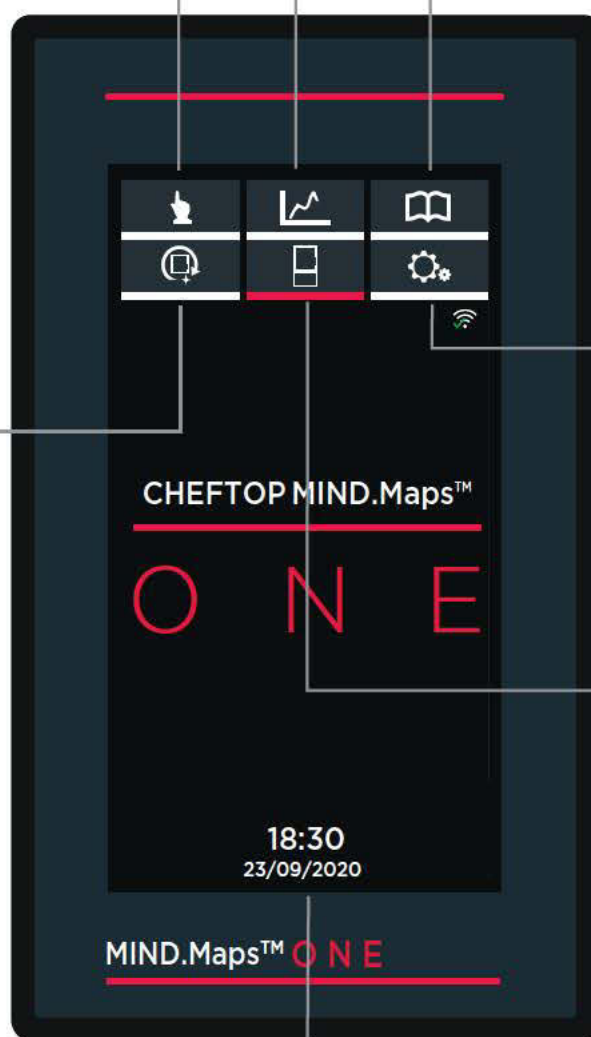 CHEFTOP MIND.Maps™
O N E
18:30
23/09/2020
MIND.Maps™ O N E